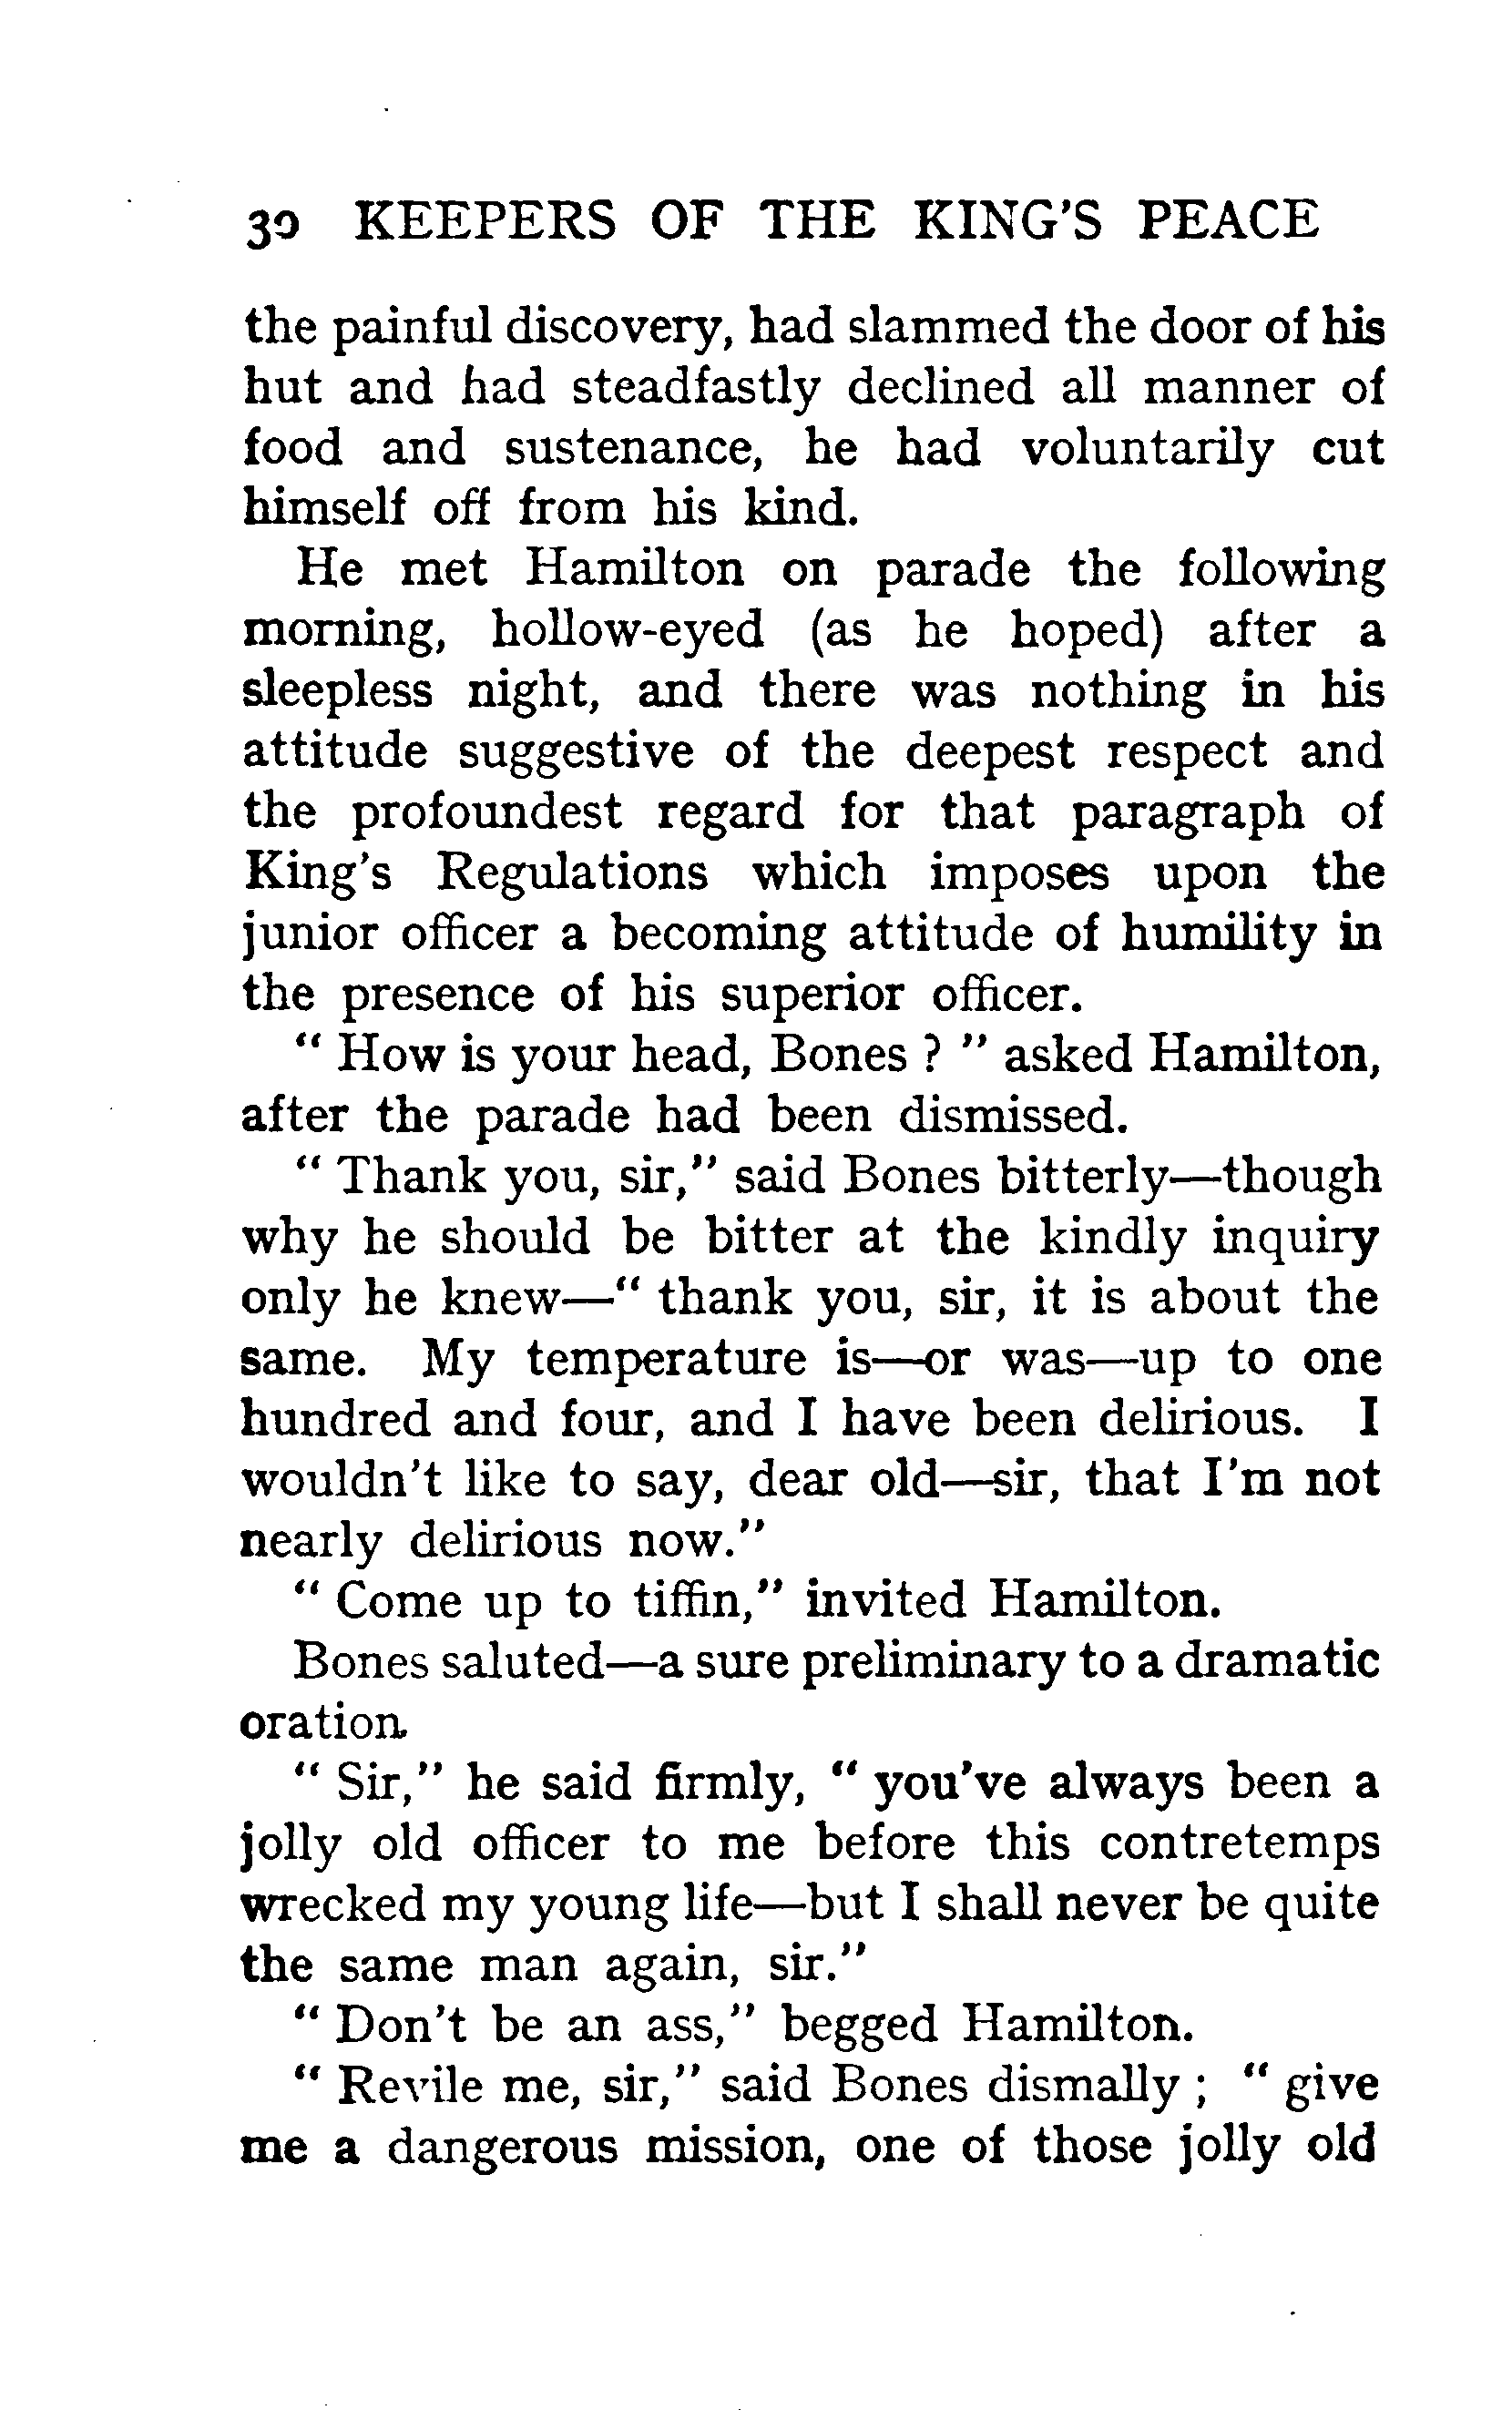 30 KEEPERS OF THE KING'S PEACE
the painful discovery, had slammed the door of his
hut and had steadfastly declined all manner of
food and sustenance, he had voluntarily cut
himself off from his kind.
He met Hamilton on parade the following
morning, hollow-eyed (as he hoped) after a
sleepless night, and there was nothing in his
attitude suggestive of the deepest respect and
the profoundest regard for that paragraph of
King's Regulations which imposes upon the
junior officer a becoming attitude of humility in
the presence of his superior officer.
" How is your head, Bones ? " asked Hamilton,
after the parade had been dismissed.
" Thank you, sir," said Bones bitterly—though
why he should be bitter at the kindly inquiry
only he knew—" thank you, sir, it is about the
same. My temperature is—or was—up to one
hundred and four, and I have been delirious. I
wouldn't like to say, dear old—sir, that I'm not
nearly delirious now."
" Come up to tiffin," invited Hamilton.
Bones saluted—a sure preliminary to a dramatic
oration.
" Sir," he said firmly, " you've always been a
jolly old officer to me before this contretemps
wrecked my young life—but I shall never be quite
the same man again, sir."
" Don't be an ass," begged Hamilton.
" Revile me, sir," said Bones dismally ; " give
me a dangerous mission, one of those jolly old